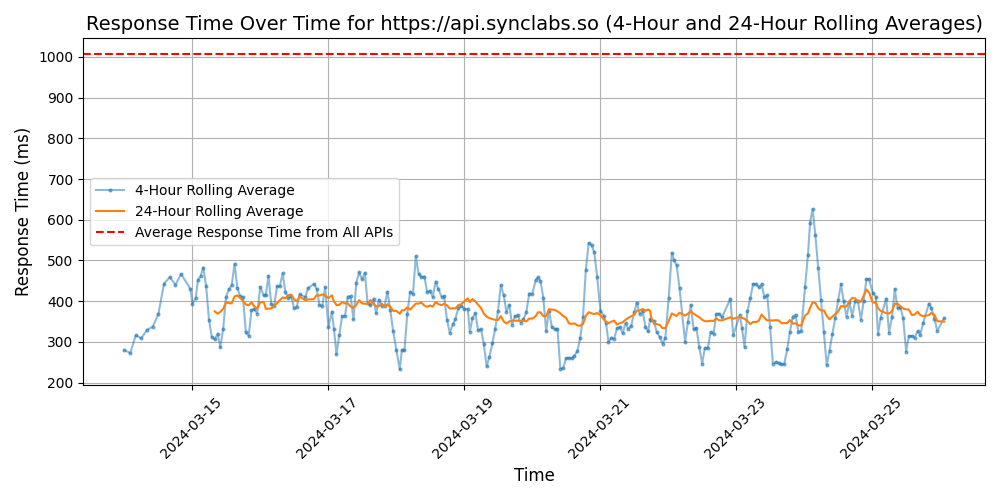 Response Time Over Time for https://api.synclabs.so (4-Hour and 24-Hour Rolling Averages)
Response Time (ms)
1000
900
800
700
600
500
400
300
200
4-Hour Rolling Average
24-Hour Rolling Average
Average Response Time from All APIs
2024-03-15
2024-03-17
2024-03-19
2024-03-21
2024-03-23
2024-03-25
Time